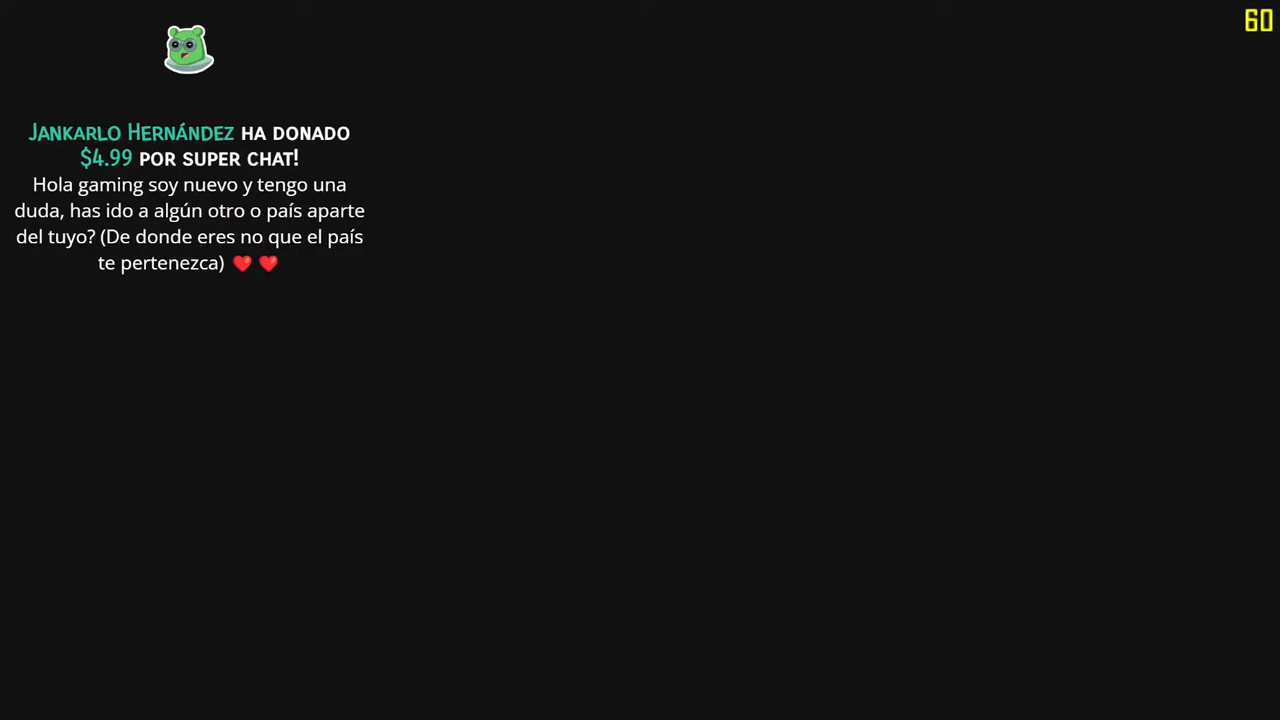 60
Jankarlo Hernández ha donado
$4.99 por super chat!
Hola gaming soy nuevo y tengo una
duda, has ido a algún otro o país aparte
del tuyo? (De donde eres no que el país
te pertenezca) ❤️ ❤️